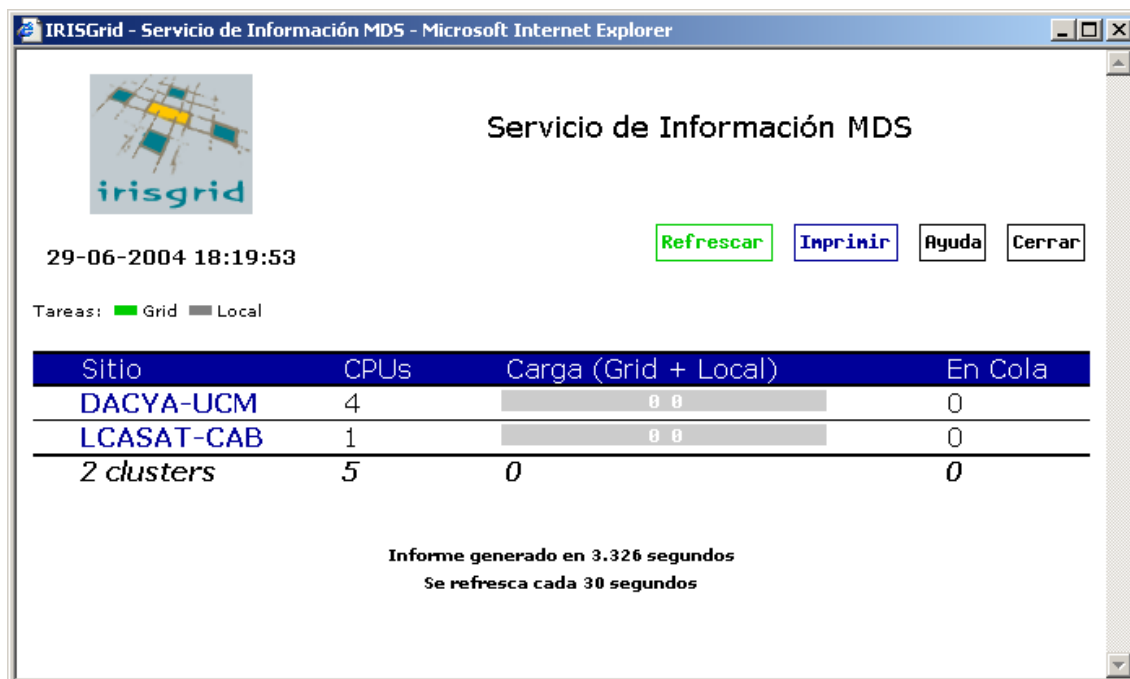 IRISGrid - Servicio de Información MDS - Microsoft Internet Explorer
irisgrid
Servicio de Información MDS
29-06-2004 18:19:53
Refrescar Imprimir Ayuda Cerrar
Tareas: Grid Local
Sitio CPUs Carga (Grid + Local) En Cola
DACYA-UCM 4 0 0 0
LCASAT-CAB 1 0 0 0
2 clusters 5 0 0
Informe generado en 3.326 segundos
Se refresca cada 30 segundos